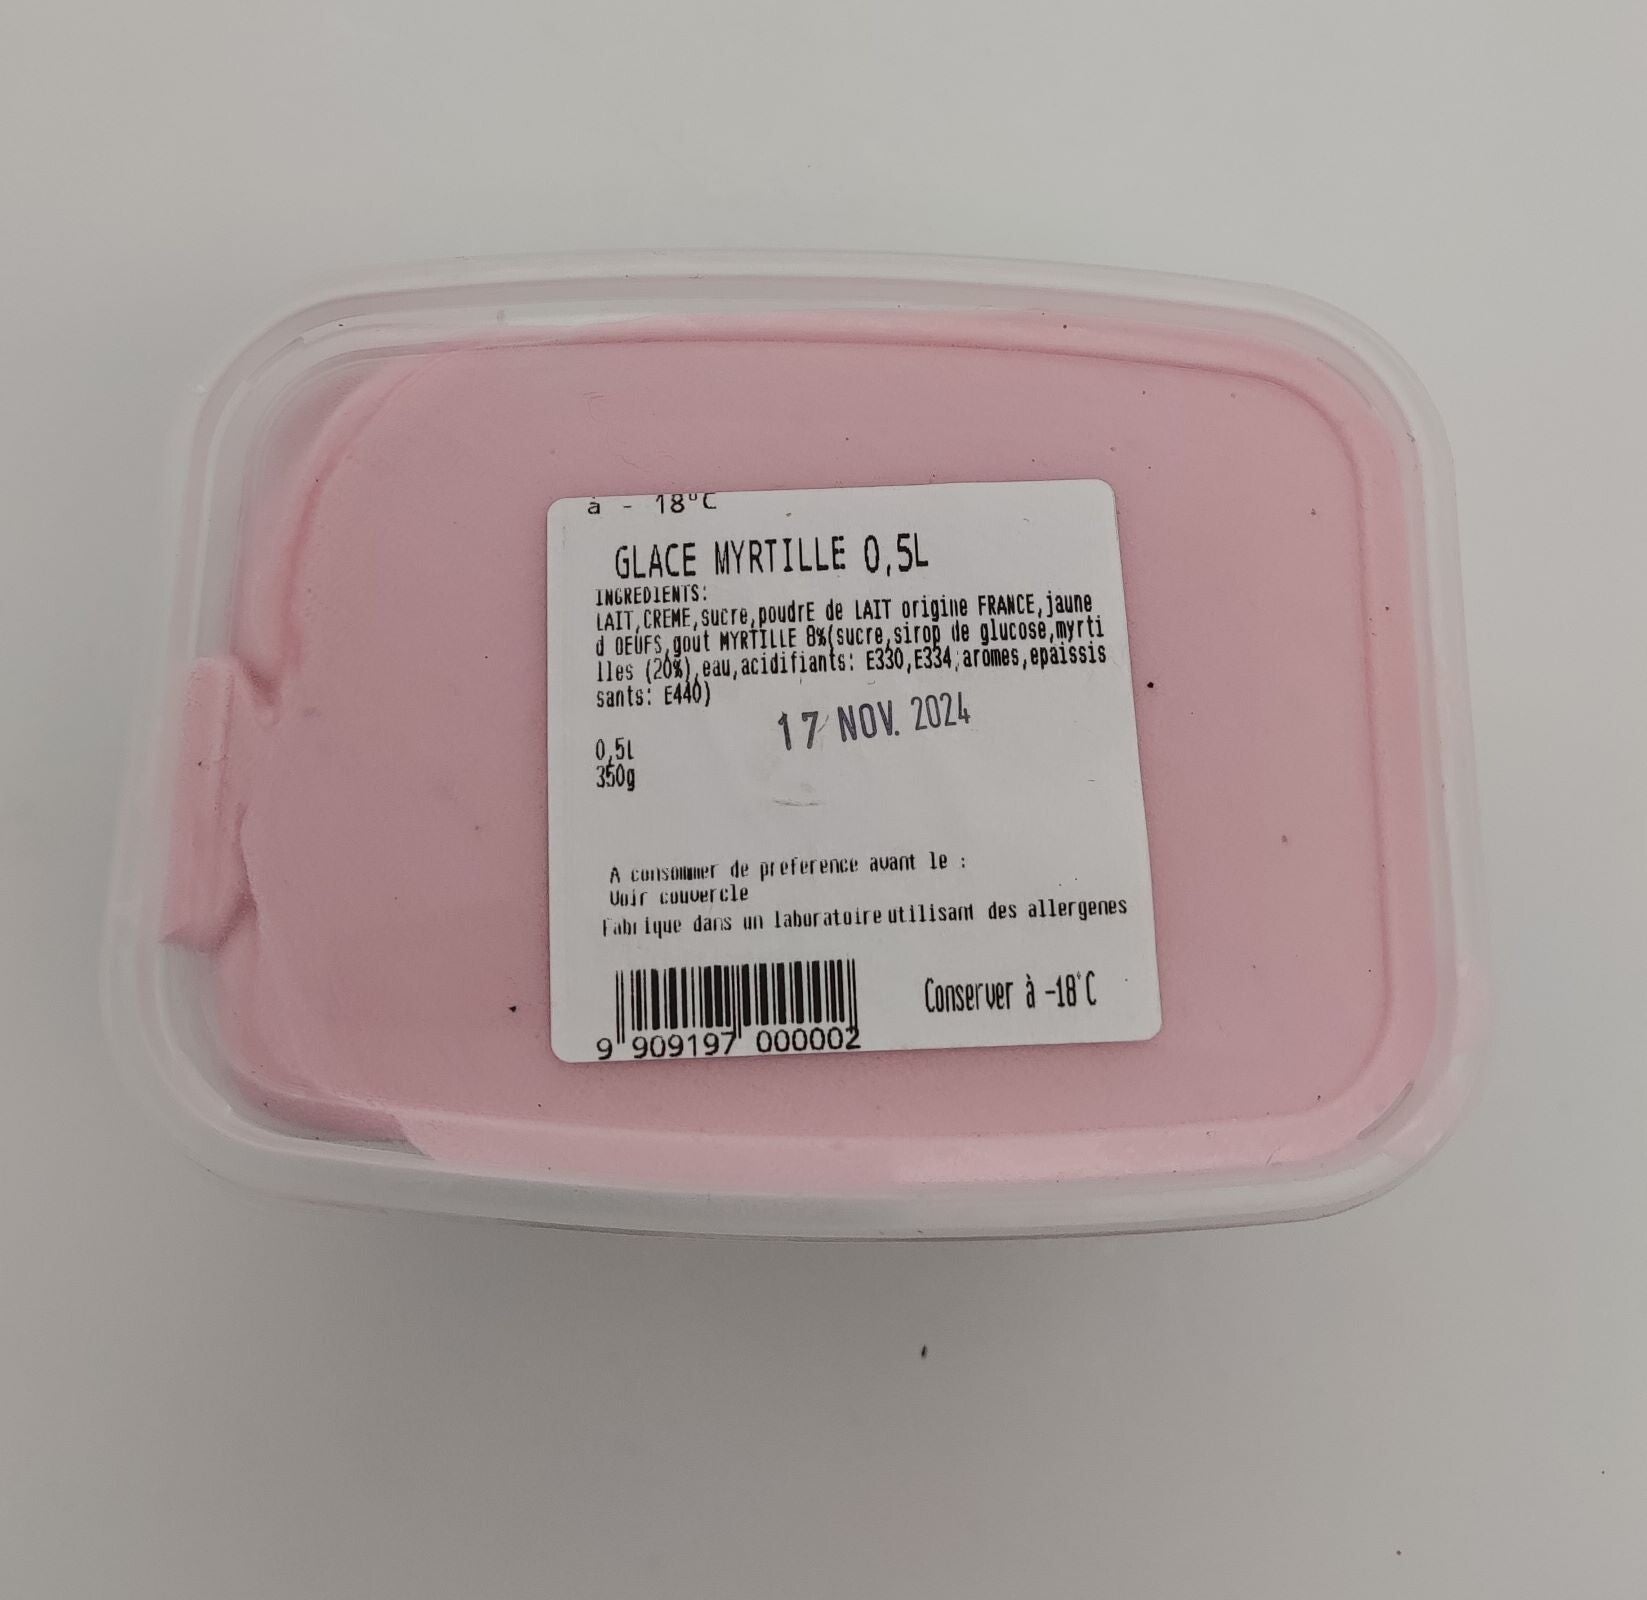 à - 18°C
GLACE MYRTILLE 0,5L
INGREDIENTS:
LAIT,CREME,sucre,poudrE de LAIT origine FRANCE,jaune
d OEUFS,gout MYRTILLE 8%(sucre,sirop de glucose,myrti
lles (20%),eau,acidifiants: E330,E334,aromes,epaissis
sants: E440)
17 NOV. 2024
0,5l
350g
A consommer de preference avant le :
Voir couvercle
Fabrique dans un laboratoire utilisant des allergenes
Conserver à -18°C
9 909197 000002